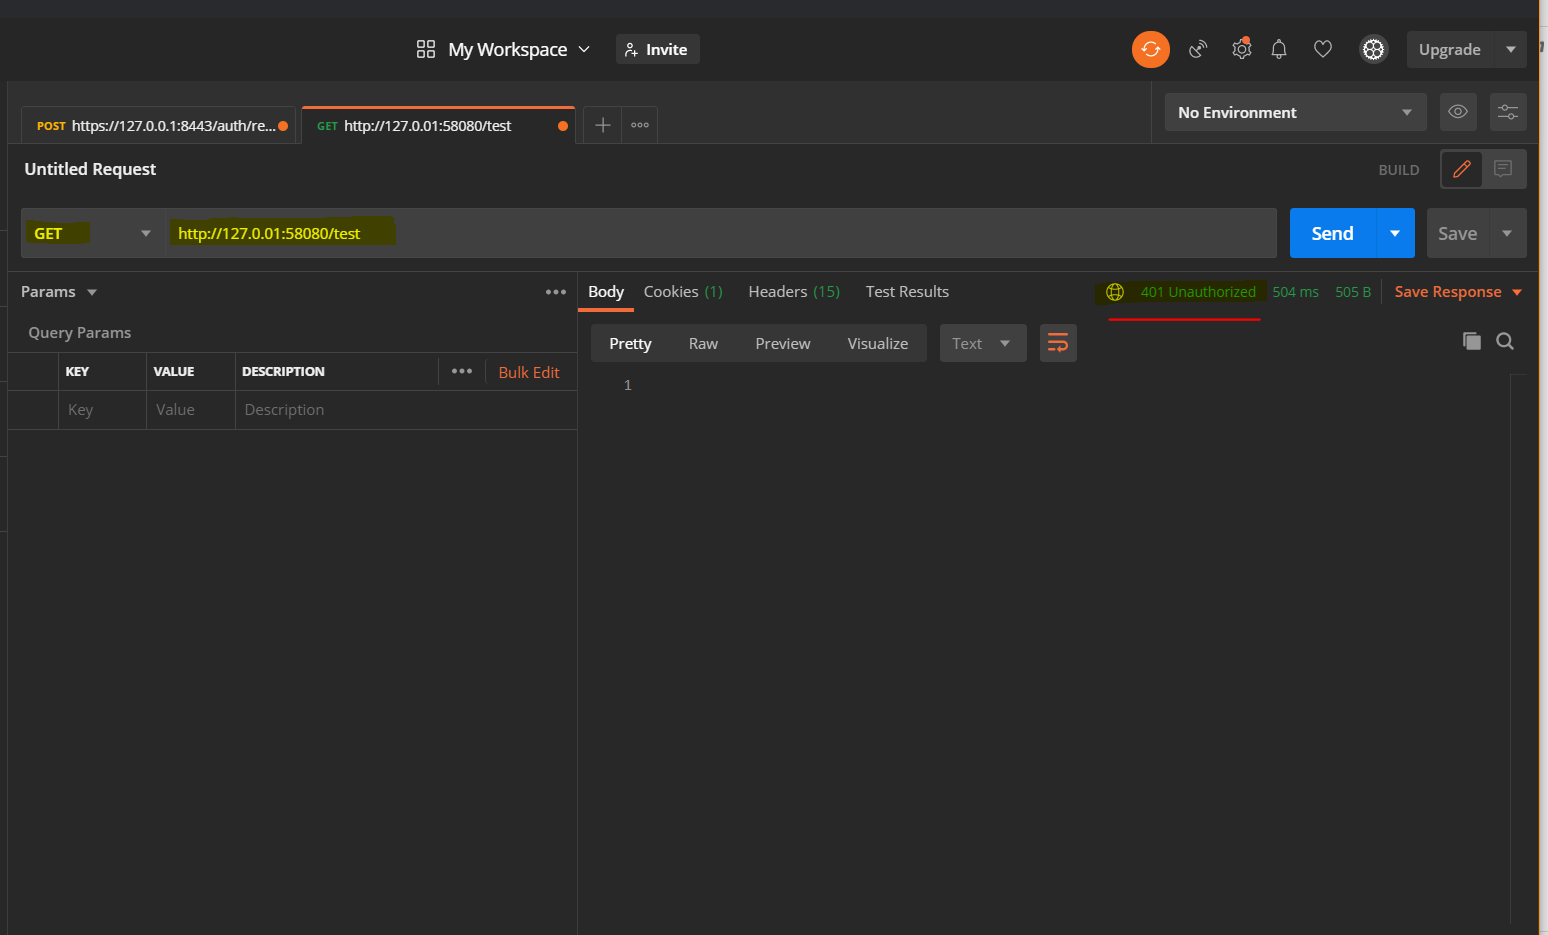 My Workspace Invite Upgrade
POST https://127.0.0.1:8443/auth/re... GET http://127.0.01:58080/test No Environment
Untitled Request BUILD
GET http://127.0.01:58080/test Send Save
Params Body Cookies (1) Headers (15) Test Results 401 Unauthorized 504 ms 505 B Save Response
Query Params Pretty Raw Preview Visualize Text
KEY VALUE DESCRIPTION Bulk Edit 1
Key Value Description